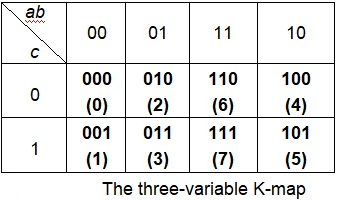 ab
c
00 01 11 10
0 000 010 110 100
(0) (2) (6) (4)
1 001 011 111 101
(1) (3) (7) (5)
The three-variable K-map